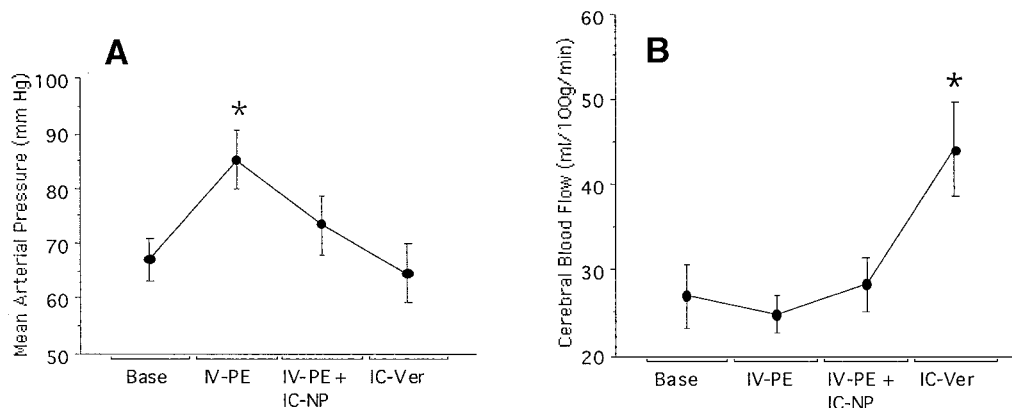 A
Mean Arterial Pressure (mm Hg)
100
90
80
70
60
50
*
Base
IV-PE
IV-PE +
IC-NP
IC-Ver
B
Cerebral Blood Flow (ml/100g/min)
60
50
40
30
20
*
Base
IV-PE
IV-PE +
IC-NP
IC-Ver